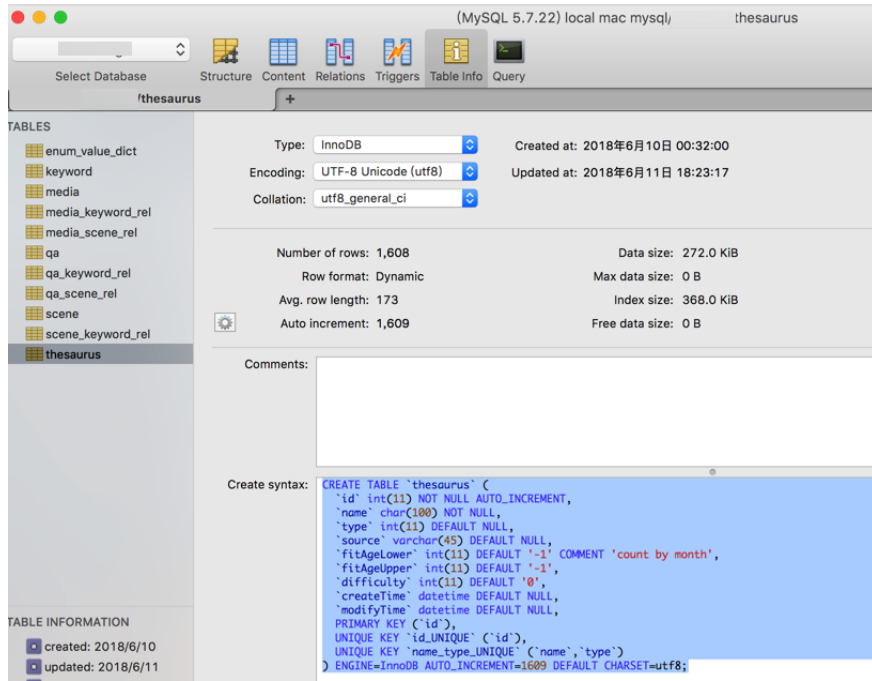 (MySQL 5.7.22) local mac mysql/ thesaurus
Select Database
Structure Content Relations Triggers Table Info Query
/thesaurus
+
TABLES
enum_value_dict
keyword
media
media_keyword_rel
media_scene_rel
qa
qa_keyword_rel
qa_scene_rel
scene
scene_keyword_rel
thesaurus
TABLE INFORMATION
created: 2018/6/10
updated: 2018/6/11
Type: InnoDB Created at: 2018年6月10日 00:32:00
Encoding: UTF-8 Unicode (utf8) Updated at: 2018年6月11日 18:23:17
Collation: utf8_general_ci
Number of rows: 1,608 Data size: 272.0 KiB
Row format: Dynamic Max data size: 0 B
Avg. row length: 173 Index size: 368.0 KiB
Auto increment: 1,609 Free data size: 0 B
Comments:
Create syntax:
CREATE TABLE `thesaurus` (
`id` int(11) NOT NULL AUTO_INCREMENT,
`name` char(100) NOT NULL,
`type` int(11) DEFAULT NULL,
`source` varchar(45) DEFAULT NULL,
`fitAgeLower` int(11) DEFAULT '-1' COMMENT 'count by month',
`fitAgeUpper` int(11) DEFAULT '-1',
`difficulty` int(11) DEFAULT '0',
`createTime` datetime DEFAULT NULL,
`modifyTime` datetime DEFAULT NULL,
PRIMARY KEY (`id`),
UNIQUE KEY `id_UNIQUE` (`id`),
UNIQUE KEY `name_type_UNIQUE` (`name`,`type`)
) ENGINE=InnoDB AUTO_INCREMENT=1609 DEFAULT CHARSET=utf8;